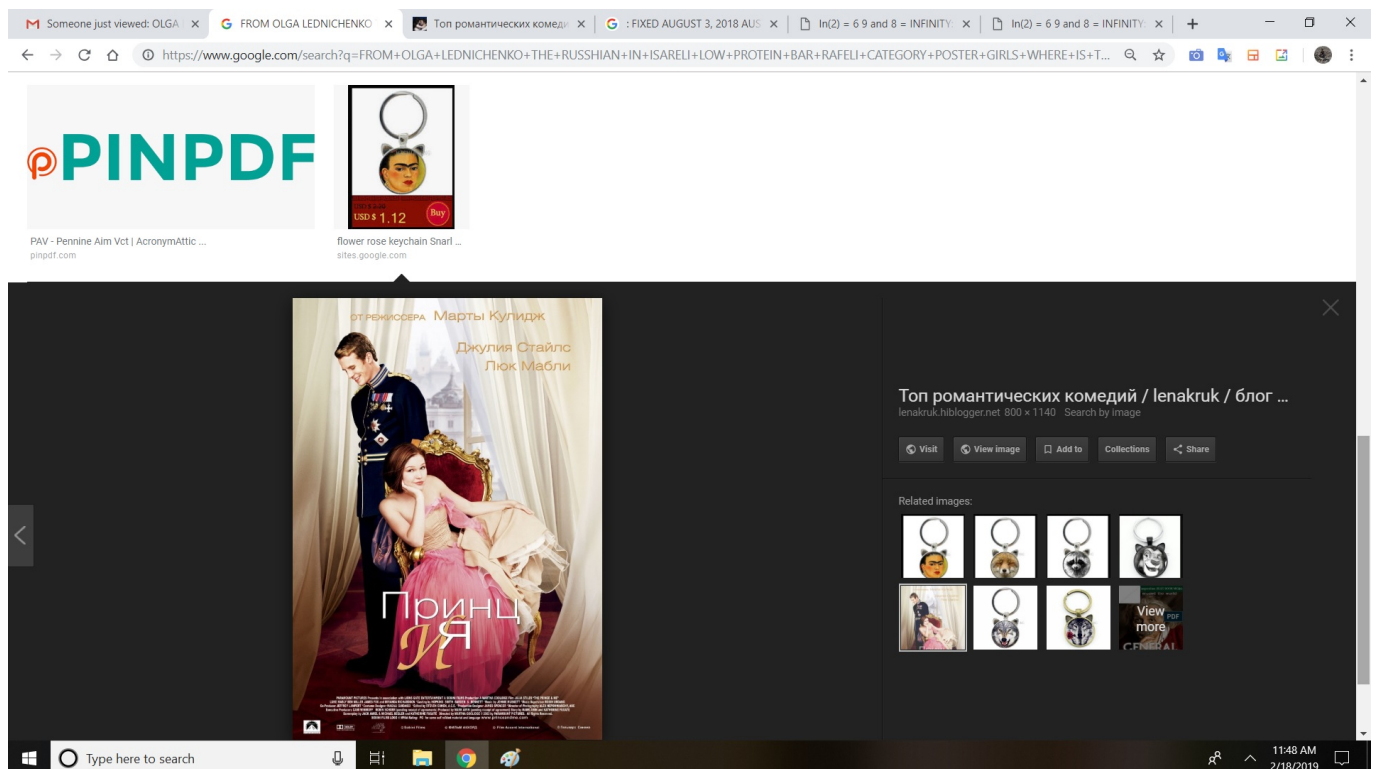 Someone just viewed: OLGA
FROM OLGA LEDNICHENKO
Топ романтических комеди
: FIXED AUGUST 3, 2018 AUS
In(2) = 6 9 and 8 = INFINITY:
In(2) = 6 9 and 8 = INFINITY:
https://www.google.com/search?q=FROM+OLGA+LEDNICHENKO+THE+RUSSHIAN+IN+ISARELI+LOW+PROTEIN+BAR+RAFELI+CATEGORY+POSTER+GIRLS+WHERE+IS+T...
PINPDF
USD $ 1.12
Buy
PAV - Pennine Aim Vct | AcronymAttic ...
pinpdf.com
flower rose keychain Snarl ...
sites.google.com
ОТ РЕЖИССЕРА Марты Кулидж
Джулия Стайлс
Люк Мабли
Принц
и Я
Топ романтических комедий / lenakruk / блог ...
lenakruk.hiblogger.net 800 × 1140 Search by image
Visit
View image
Add to
Collections
Share
Related images:
View
more
PDF
GENERAL
Type here to search
11:48 AM
2/18/2019